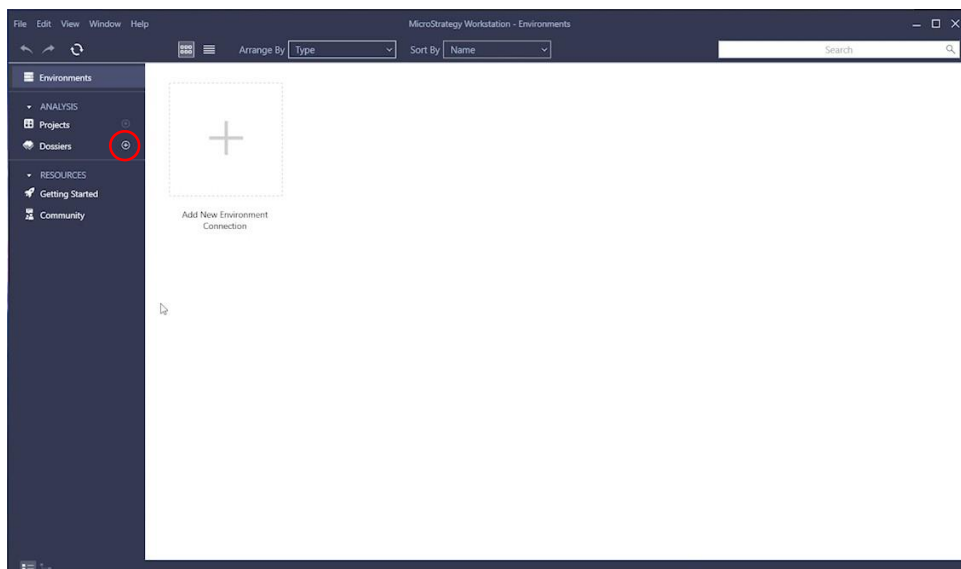 File Edit View Window Help
MicroStrategy Workstation - Environments
Arrange By Type
Sort By Name
Search
Environments
ANALYSIS
Projects
Dossiers
RESOURCES
Getting Started
Community
Add New Environment
Connection